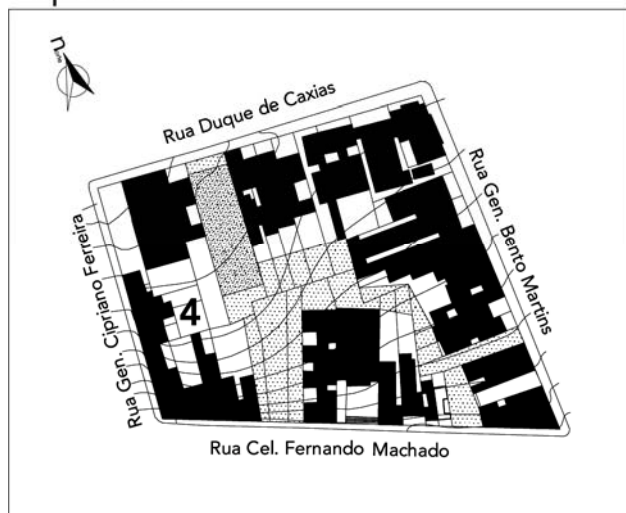 n
Rua Duque de Caxias
Rua Gen. Bento Martins
Rua Gen. Cipriano Ferreira
4
Rua Cel. Fernando Machado